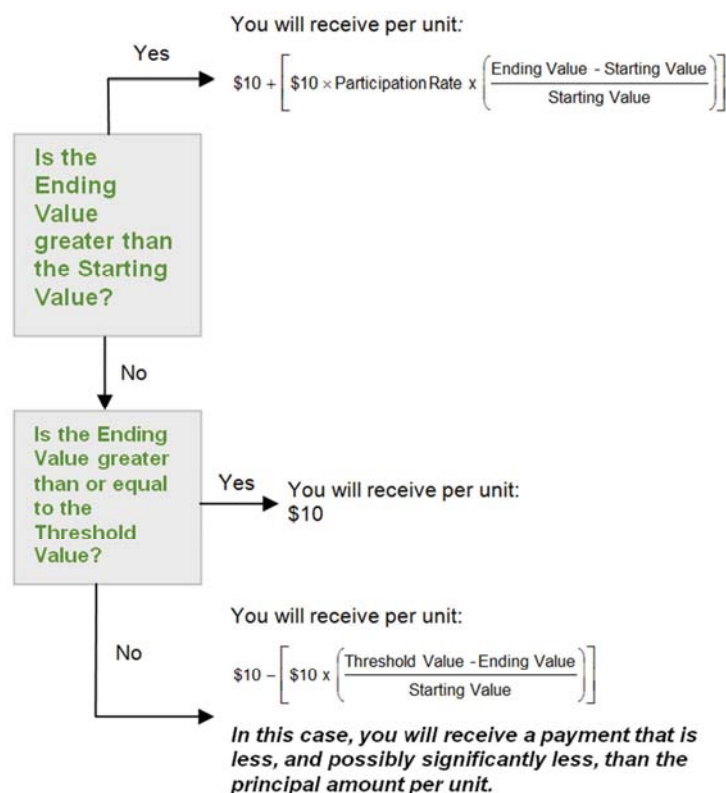 You will receive per unit:
Yes
$10 + [ $10 × Participation Rate x ( Ending Value - Starting Value / Starting Value ) ]
Is the
Ending
Value
greater than
the Starting
Value?
No
Is the Ending
Value greater
than or equal
to the
Threshold
Value?
Yes
You will receive per unit:
$10
No
You will receive per unit:
$10 – [ $10 x ( Threshold Value - Ending Value / Starting Value ) ]
In this case, you will receive a payment that is
less, and possibly significantly less, than the
principal amount per unit.